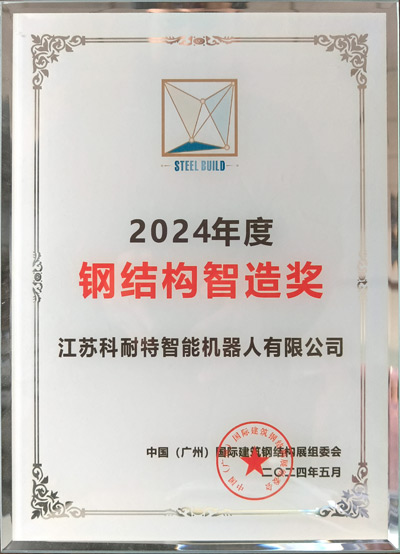 STEEL BUILD
2024年度
钢结构智造奖
江苏科耐特智能机器人有限公司
中国（广州）国际建筑钢结构展组委会
二〇二四年五月